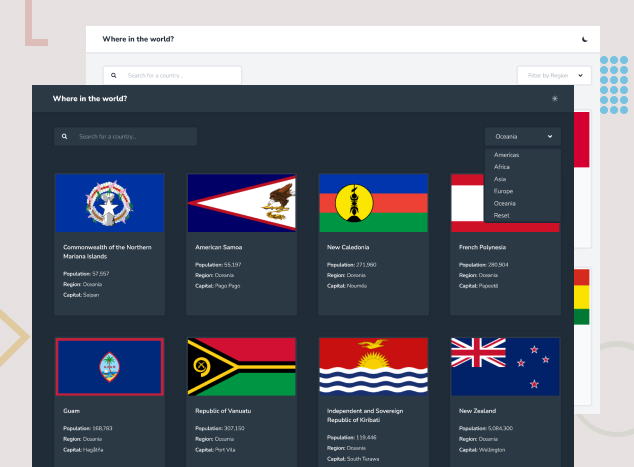 Where in the world?
Search for a country...
Filter by Region
Where in the world?
Search for a country...
Oceania
Americas
Africa
Asia
Europe
Oceania
Reset
Commonwealth of the Northern
Mariana Islands
Population: 57,557
Region: Oceania
Capital: Saipan
American Samoa
Population: 55,197
Region: Oceania
Capital: Pago Pago
New Caledonia
Population: 271,960
Region: Oceania
Capital: Nouméa
French Polynesia
Population: 280,904
Region: Oceania
Capital: Papeetē
Guam
Population: 168,783
Region: Oceania
Capital: Hagåtña
Republic of Vanuatu
Population: 307,150
Region: Oceania
Capital: Port Vila
Independent and Sovereign
Republic of Kiribati
Population: 119,446
Region: Oceania
Capital: South Tarawa
New Zealand
Population: 5,084,300
Region: Oceania
Capital: Wellington